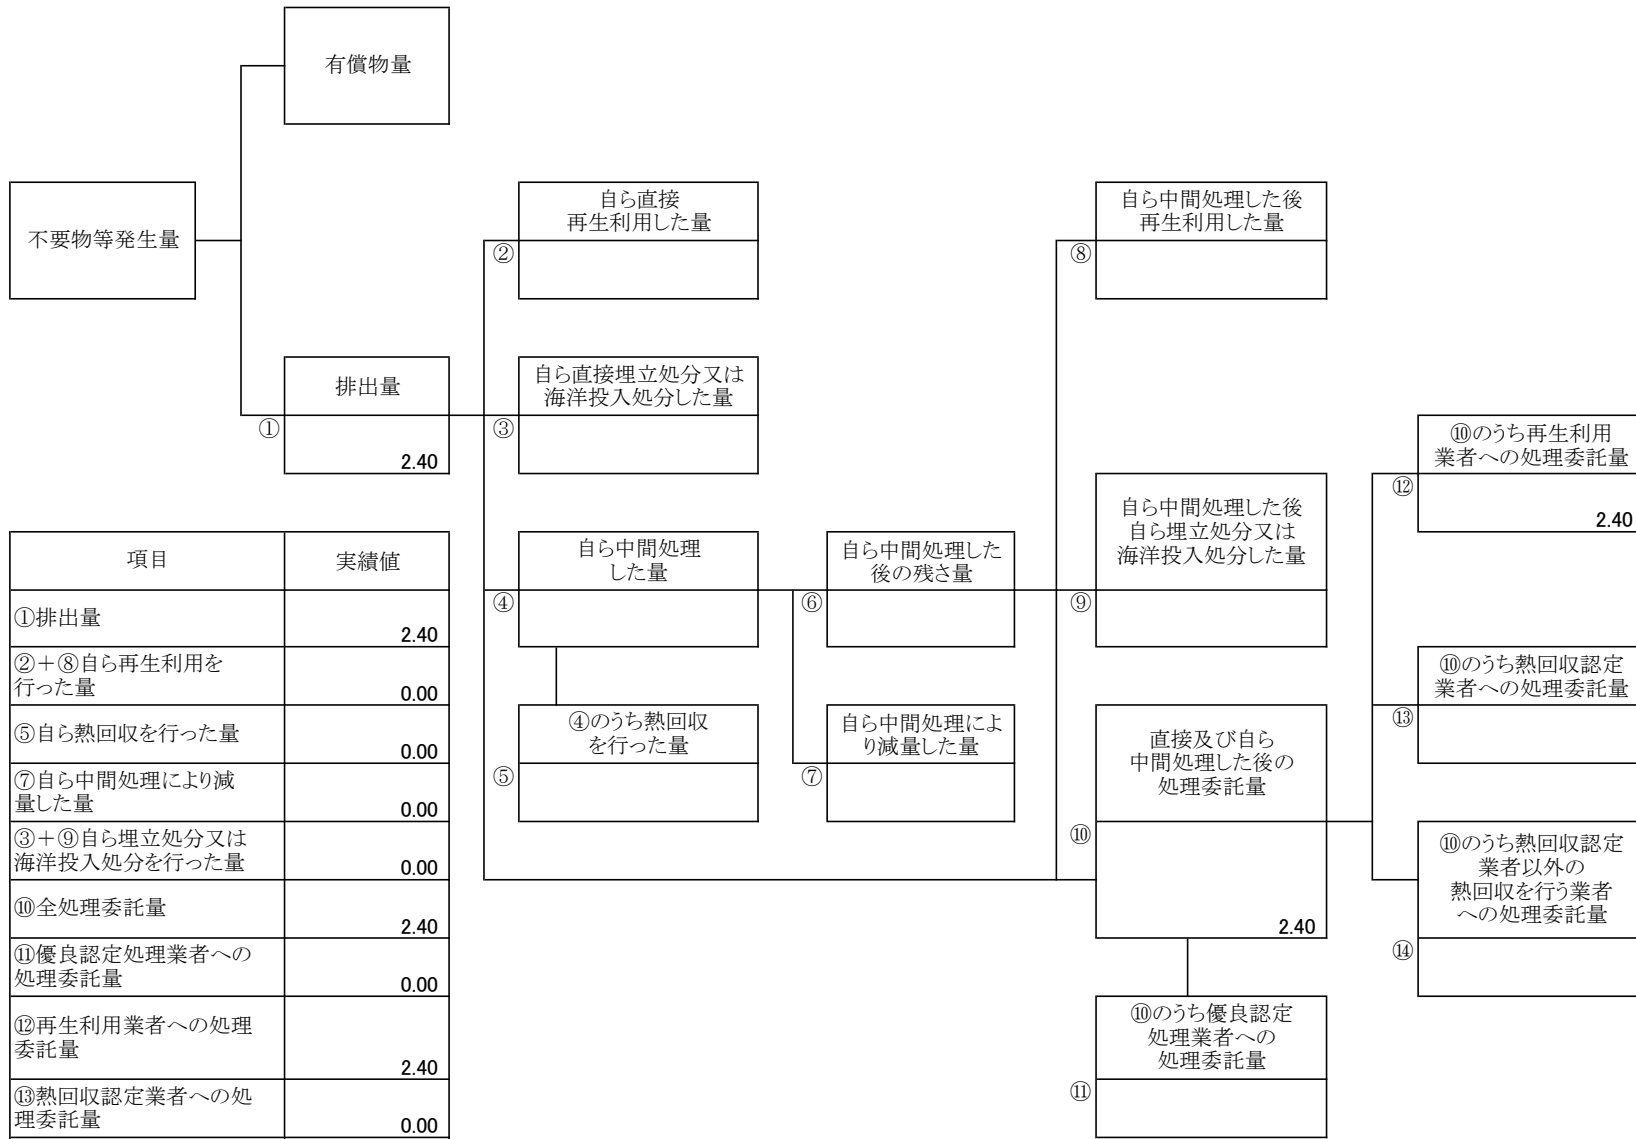 有償物量
不要物等発生量
自ら直接
再生利用した量
②
自ら中間処理した後
再生利用した量
⑧
排出量
①
2.40
自ら直接埋立処分又は
海洋投入処分した量
③
⑩のうち再生利用
業者への処理委託量
⑫
2.40
自ら中間処理した後
自ら埋立処分又は
海洋投入処分した量
⑨
自ら中間処理
した量
④
自ら中間処理した
後の残さ量
⑥
⑩のうち熱回収認定
業者への処理委託量
⑬
④のうち熱回収
を行った量
⑤
自ら中間処理によ
り減量した量
⑦
直接及び自ら
中間処理した後の
処理委託量
⑩
2.40
⑩のうち熱回収認定
業者以外の
熱回収を行う業者
への処理委託量
⑭
⑩のうち優良認定
処理業者への
処理委託量
⑪
項目 実績値
①排出量
2.40
②＋⑧自ら再生利用を
行った量
0.00
⑤自ら熱回収を行った量
0.00
⑦自ら中間処理により減
量した量
0.00
③＋⑨自ら埋立処分又は
海洋投入処分を行った量
0.00
⑩全処理委託量
2.40
⑪優良認定処理業者への
処理委託量
0.00
⑫再生利用業者への処理
委託量
2.40
⑬熱回収認定業者への処
理委託量
0.00